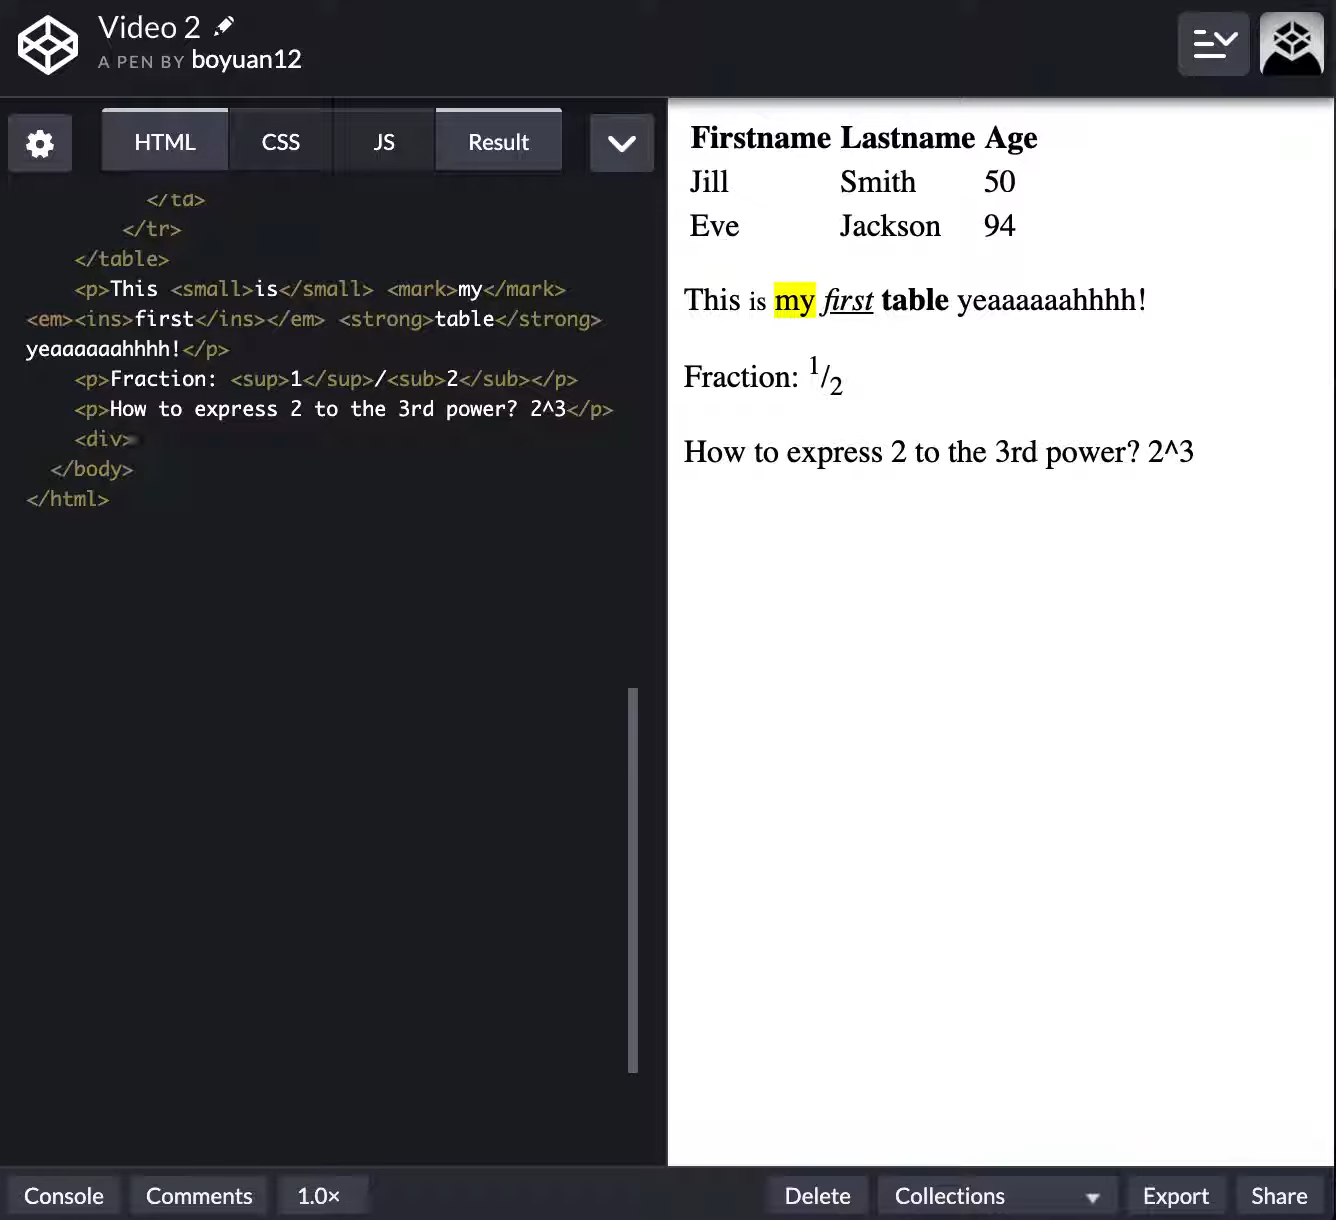 Video 2
A PEN BY boyuan12
HTML CSS JS Result
</td>
</tr>
</table>
<p>This <small>is</small> <mark>my</mark>
<em><ins>first</ins></em> <strong>table</strong>
yeaaaaaahhhh!</p>
<p>Fraction: <sup>1</sup>/<sub>2</sub></p>
<p>How to express 2 to the 3rd power? 2^3</p>
<div>
</body>
</html>
Firstname Lastname Age
Jill Smith 50
Eve Jackson 94
This is my first table yeaaaaaahhhh!
Fraction: 1/2
How to express 2 to the 3rd power? 2^3
Console Comments 1.0× Delete Collections Export Share